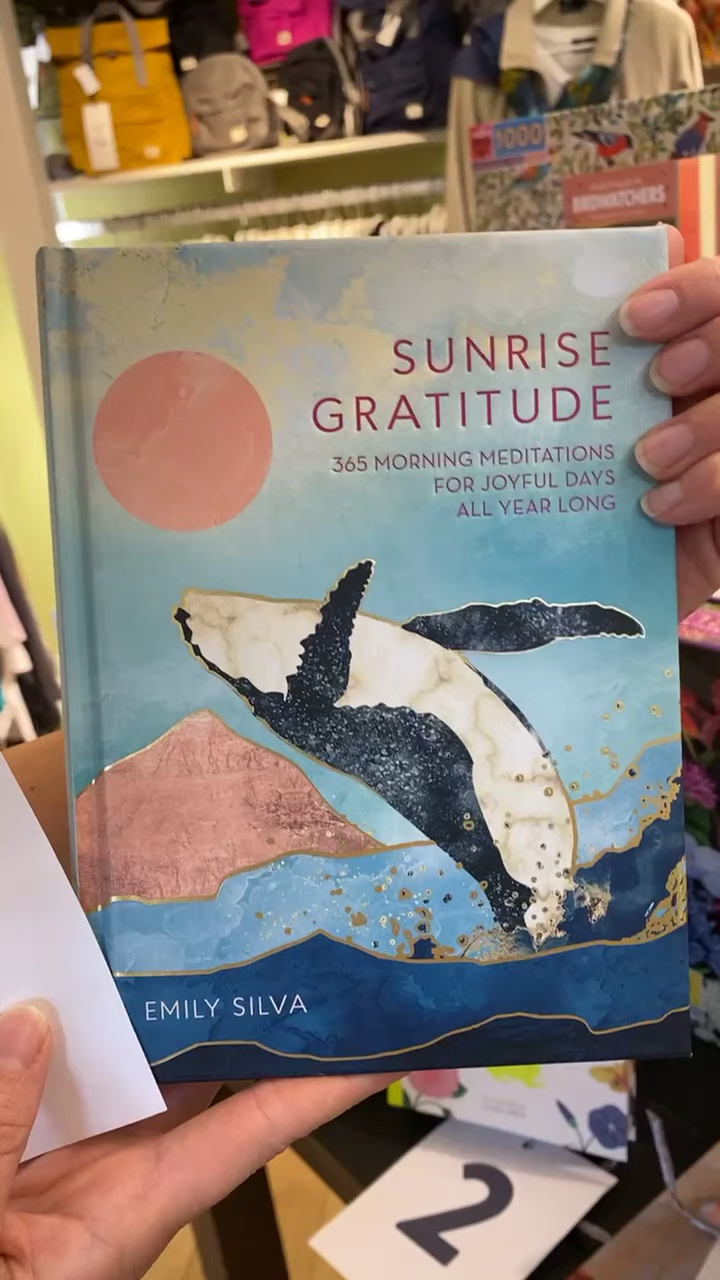 1000
BIRDWATCHERS
SUNRISE
GRATITUDE
365 MORNING MEDITATIONS
FOR JOYFUL DAYS
ALL YEAR LONG
EMILY SILVA
2